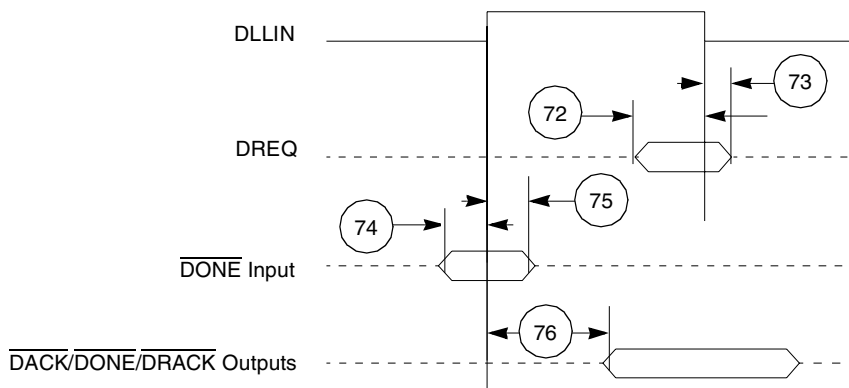 DLLIN
73
72
DREQ
75
74
DONE Input
76
DACK/DONE/DRACK Outputs